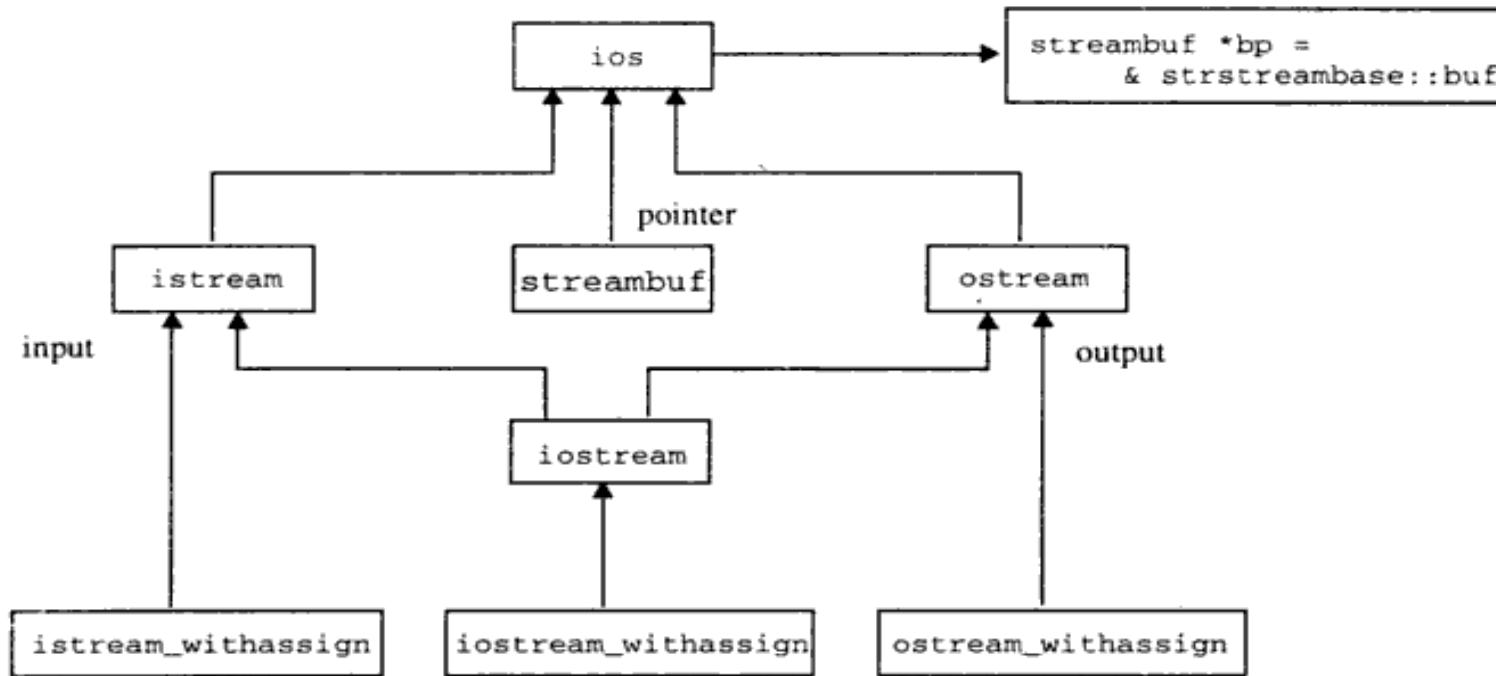 ios
streambuf *bp =
& strstreambase::buf
pointer
istream
streambuf
ostream
input
output
iostream
istream_withassign
iostream_withassign
ostream_withassign